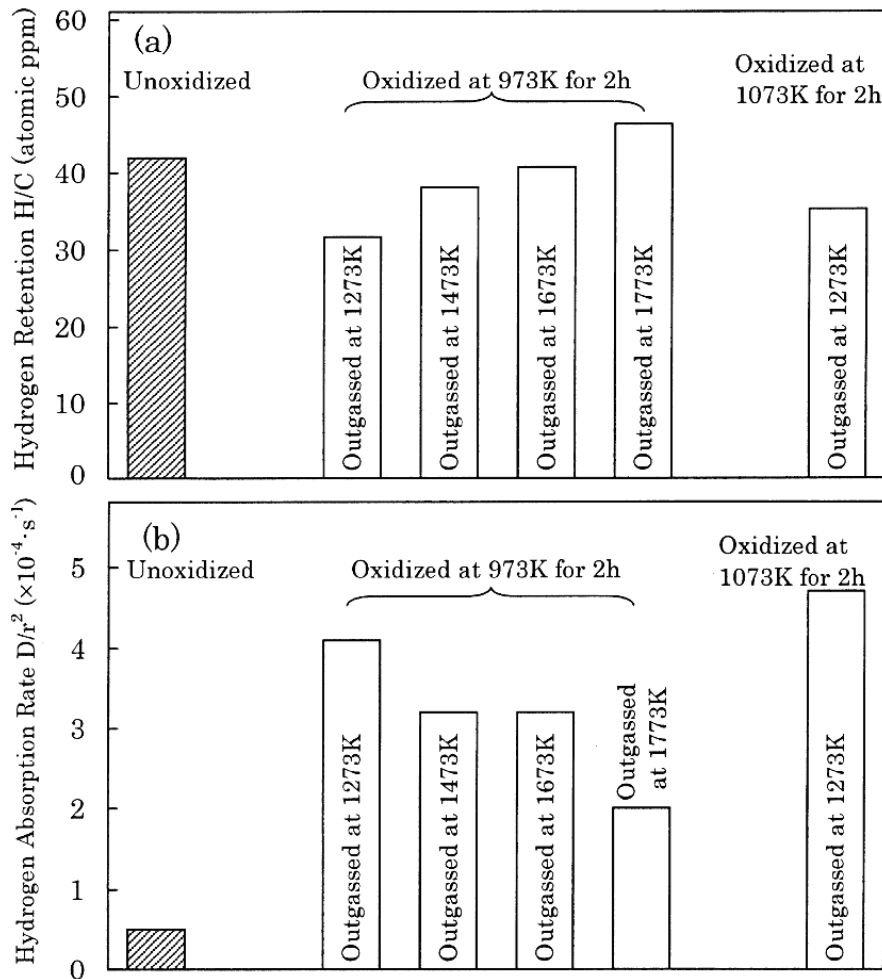 (a)
Hydrogen Retention H/C (atomic ppm)
60
50
40
30
20
10
0
Unoxidized
Oxidized at 973K for 2h
Oxidized at
1073K for 2h
Outgassed at 1273K
Outgassed at 1473K
Outgassed at 1673K
Outgassed at 1773K
Outgassed at 1273K
(b)
Hydrogen Absorption Rate D/r² (×10⁻⁴·s⁻¹)
5
4
3
2
1
0
Unoxidized
Oxidized at 973K for 2h
Oxidized at
1073K for 2h
Outgassed at 1273K
Outgassed at 1473K
Outgassed at 1673K
Outgassed
at 1773K
Outgassed at 1273K